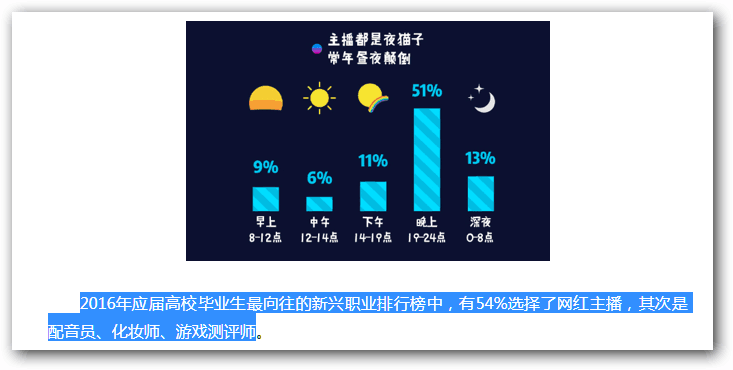 主播都是夜猫子
常年昼夜颠倒
51%
9%
6%
11%
13%
早上
中午
下午
晚上
深夜
8-12点
12-14点
14-19点
19-24点
0-8点
2016年应届高校毕业生最向往的新兴职业排行榜中，有54%选择了网红主播，其次是
配音员、化妆师、游戏测评师。